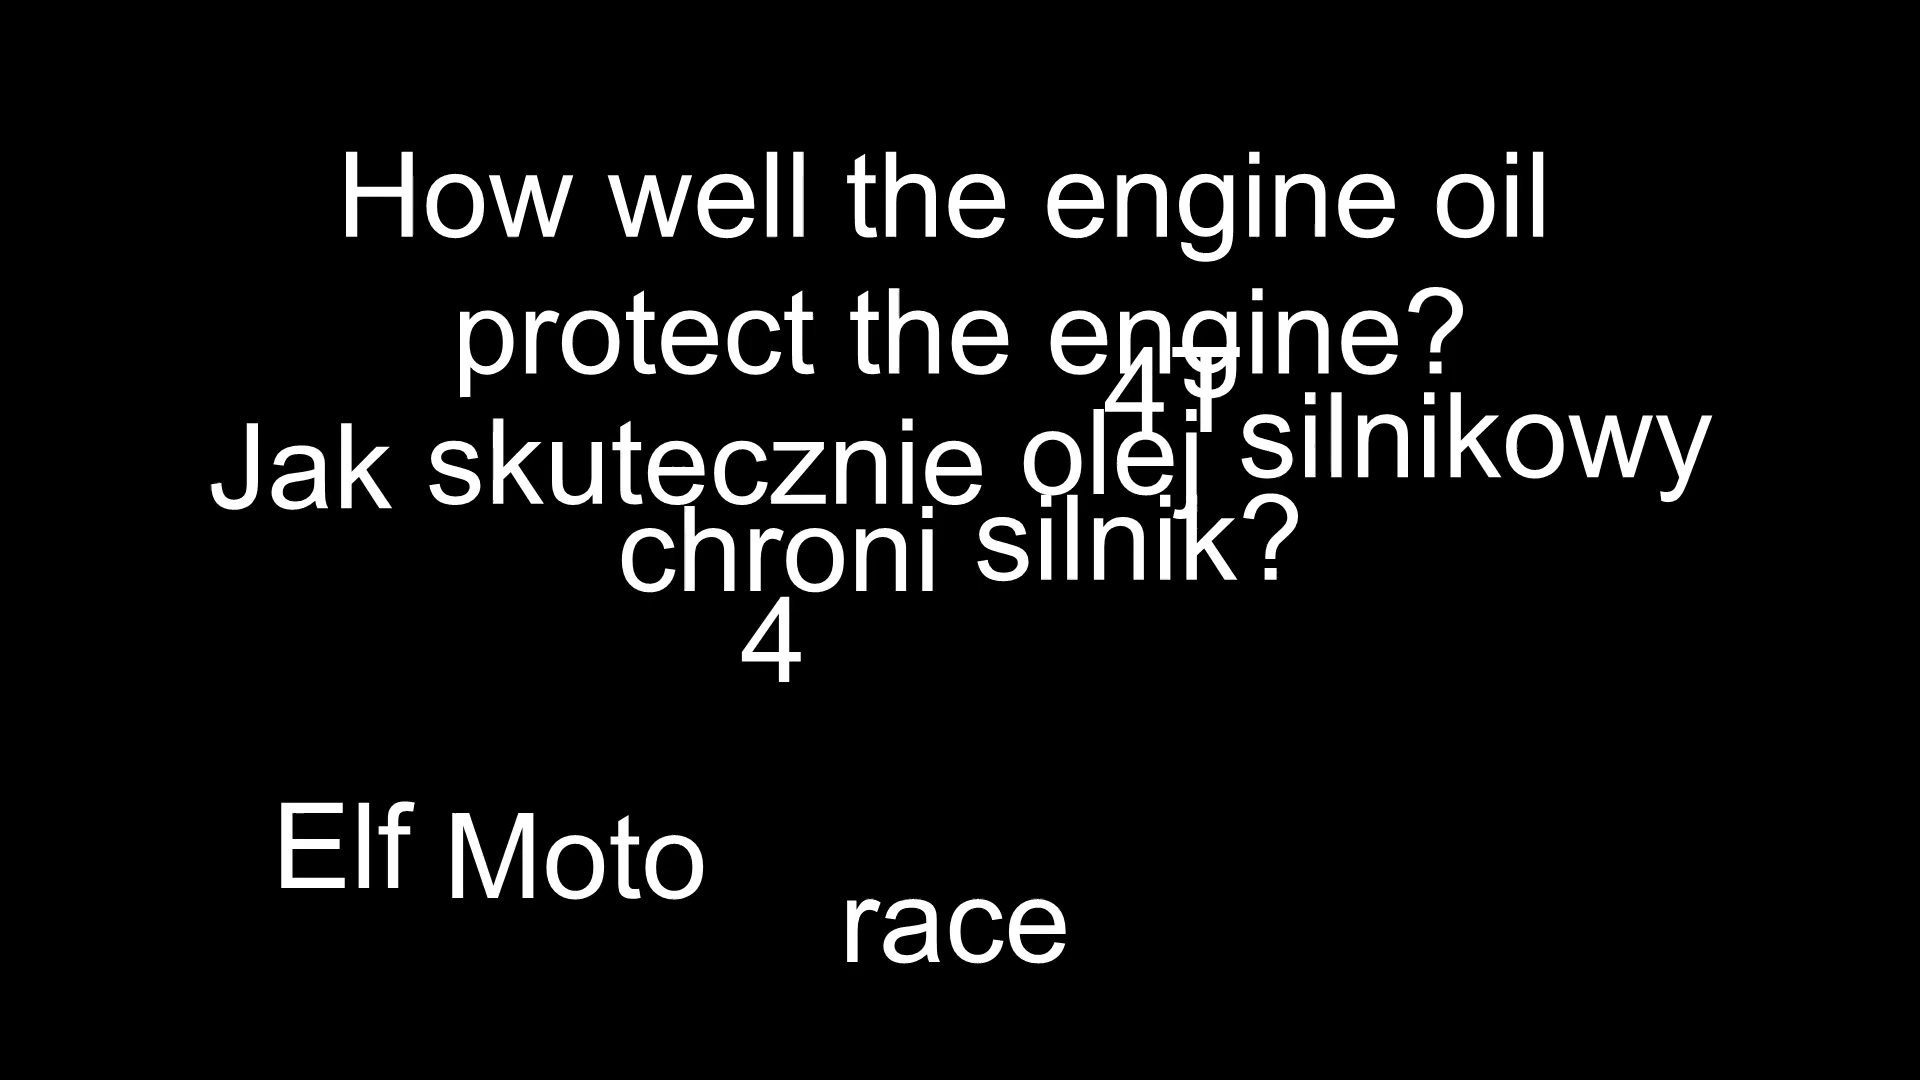 How well the engine oil
protect the engine?
4T
Jak skutecznie olej silnikowy
chroni silnik?
4
Elf Moto
race